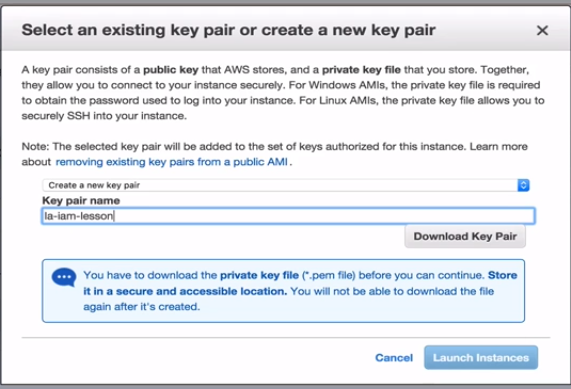 Select an existing key pair or create a new key pair
A key pair consists of a public key that AWS stores, and a private key file that you store. Together,
they allow you to connect to your instance securely. For Windows AMIs, the private key file is required
to obtain the password used to log into your instance. For Linux AMIs, the private key file allows you to
securely SSH into your instance.
Note: The selected key pair will be added to the set of keys authorized for this instance. Learn more
about removing existing key pairs from a public AMI .
Create a new key pair
Key pair name
la-iam-lesson
Download Key Pair
You have to download the private key file (*.pem file) before you can continue. Store
it in a secure and accessible location. You will not be able to download the file
again after it's created.
Cancel Launch Instances